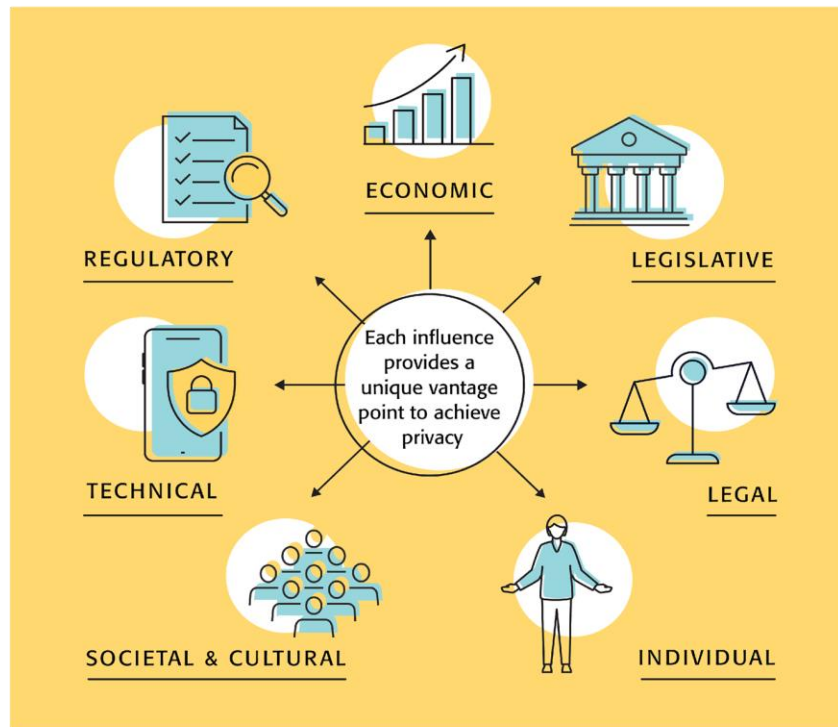 ECONOMIC
REGULATORY
LEGISLATIVE
Each influence
provides a
unique vantage
point to achieve
privacy
TECHNICAL
LEGAL
SOCIETAL & CULTURAL
INDIVIDUAL